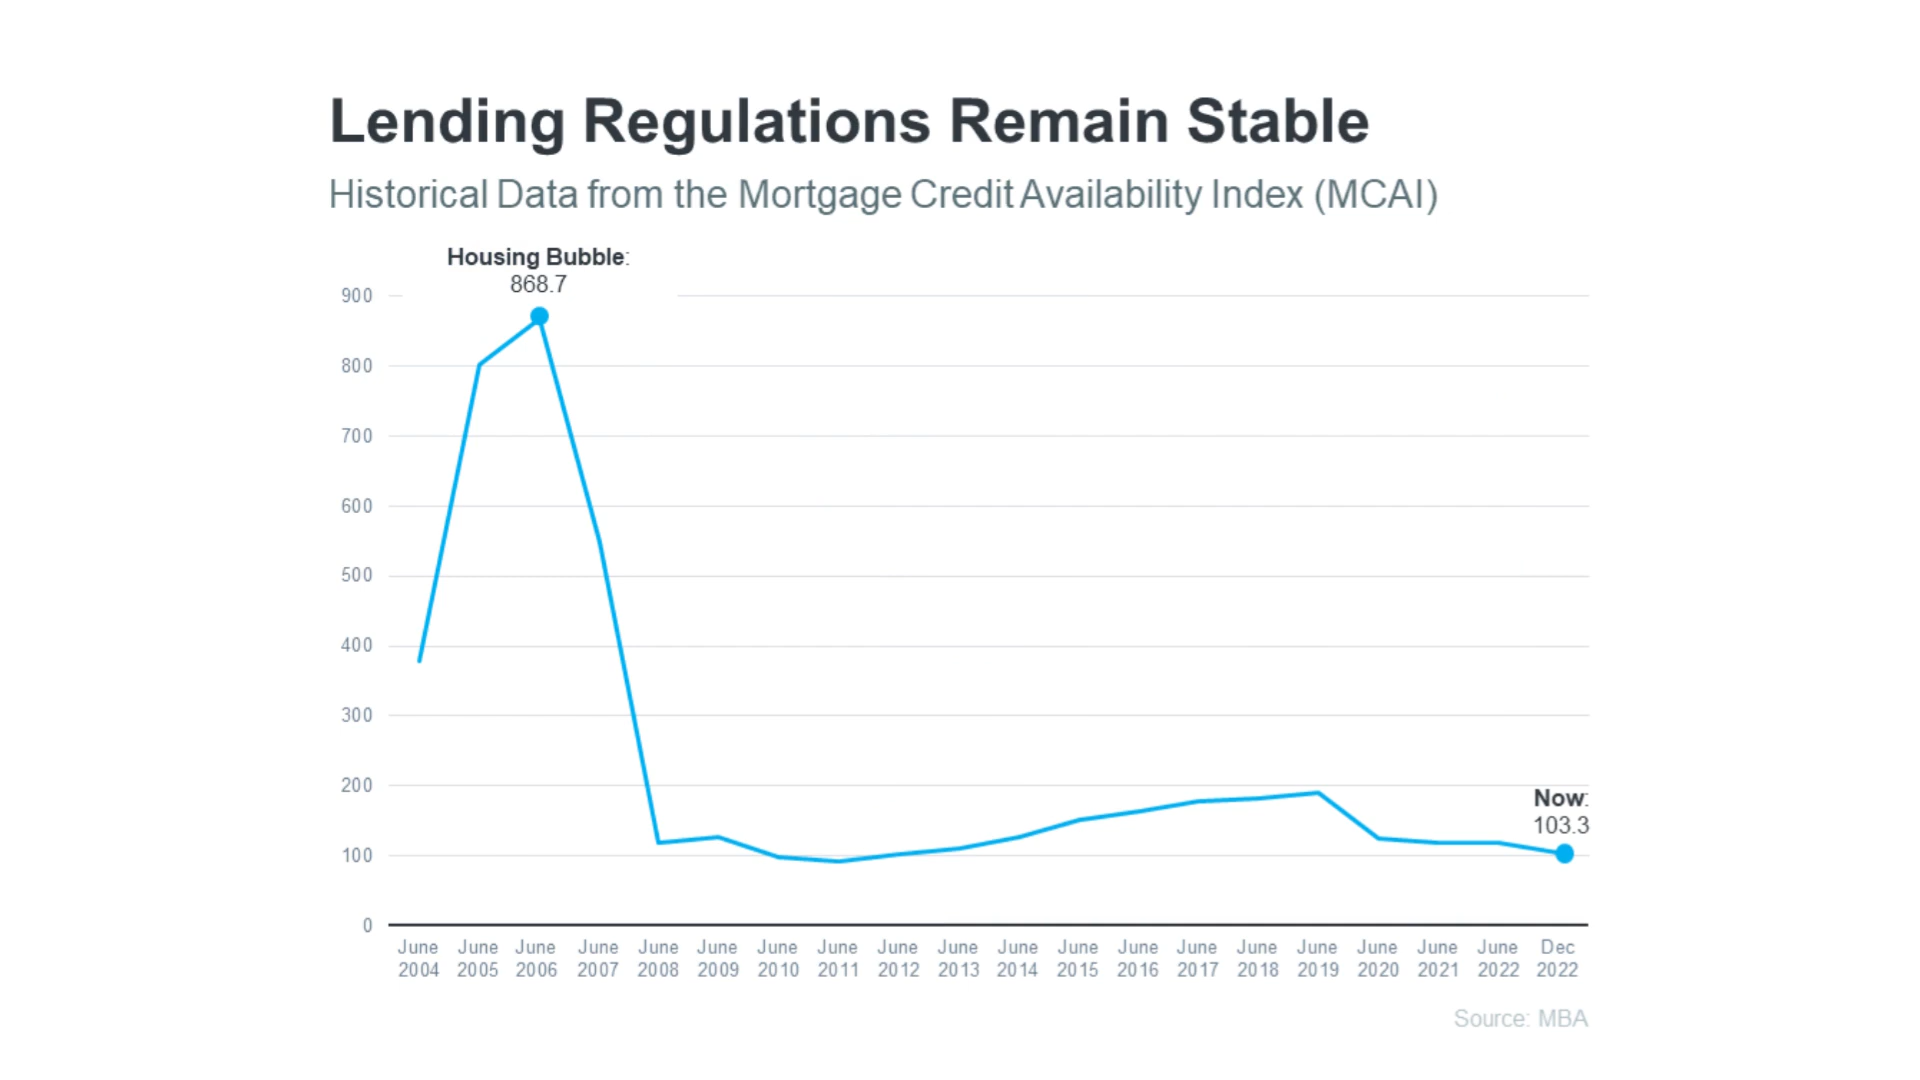 Lending Regulations Remain Stable
Historical Data from the Mortgage Credit Availability Index (MCAI)
Housing Bubble:
868.7
900
800
700
600
500
400
300
200
100
0
Now:
103.3
June 2004
June 2005
June 2006
June 2007
June 2008
June 2009
June 2010
June 2011
June 2012
June 2013
June 2014
June 2015
June 2016
June 2017
June 2018
June 2019
June 2020
June 2021
June 2022
Dec 2022
Source: MBA